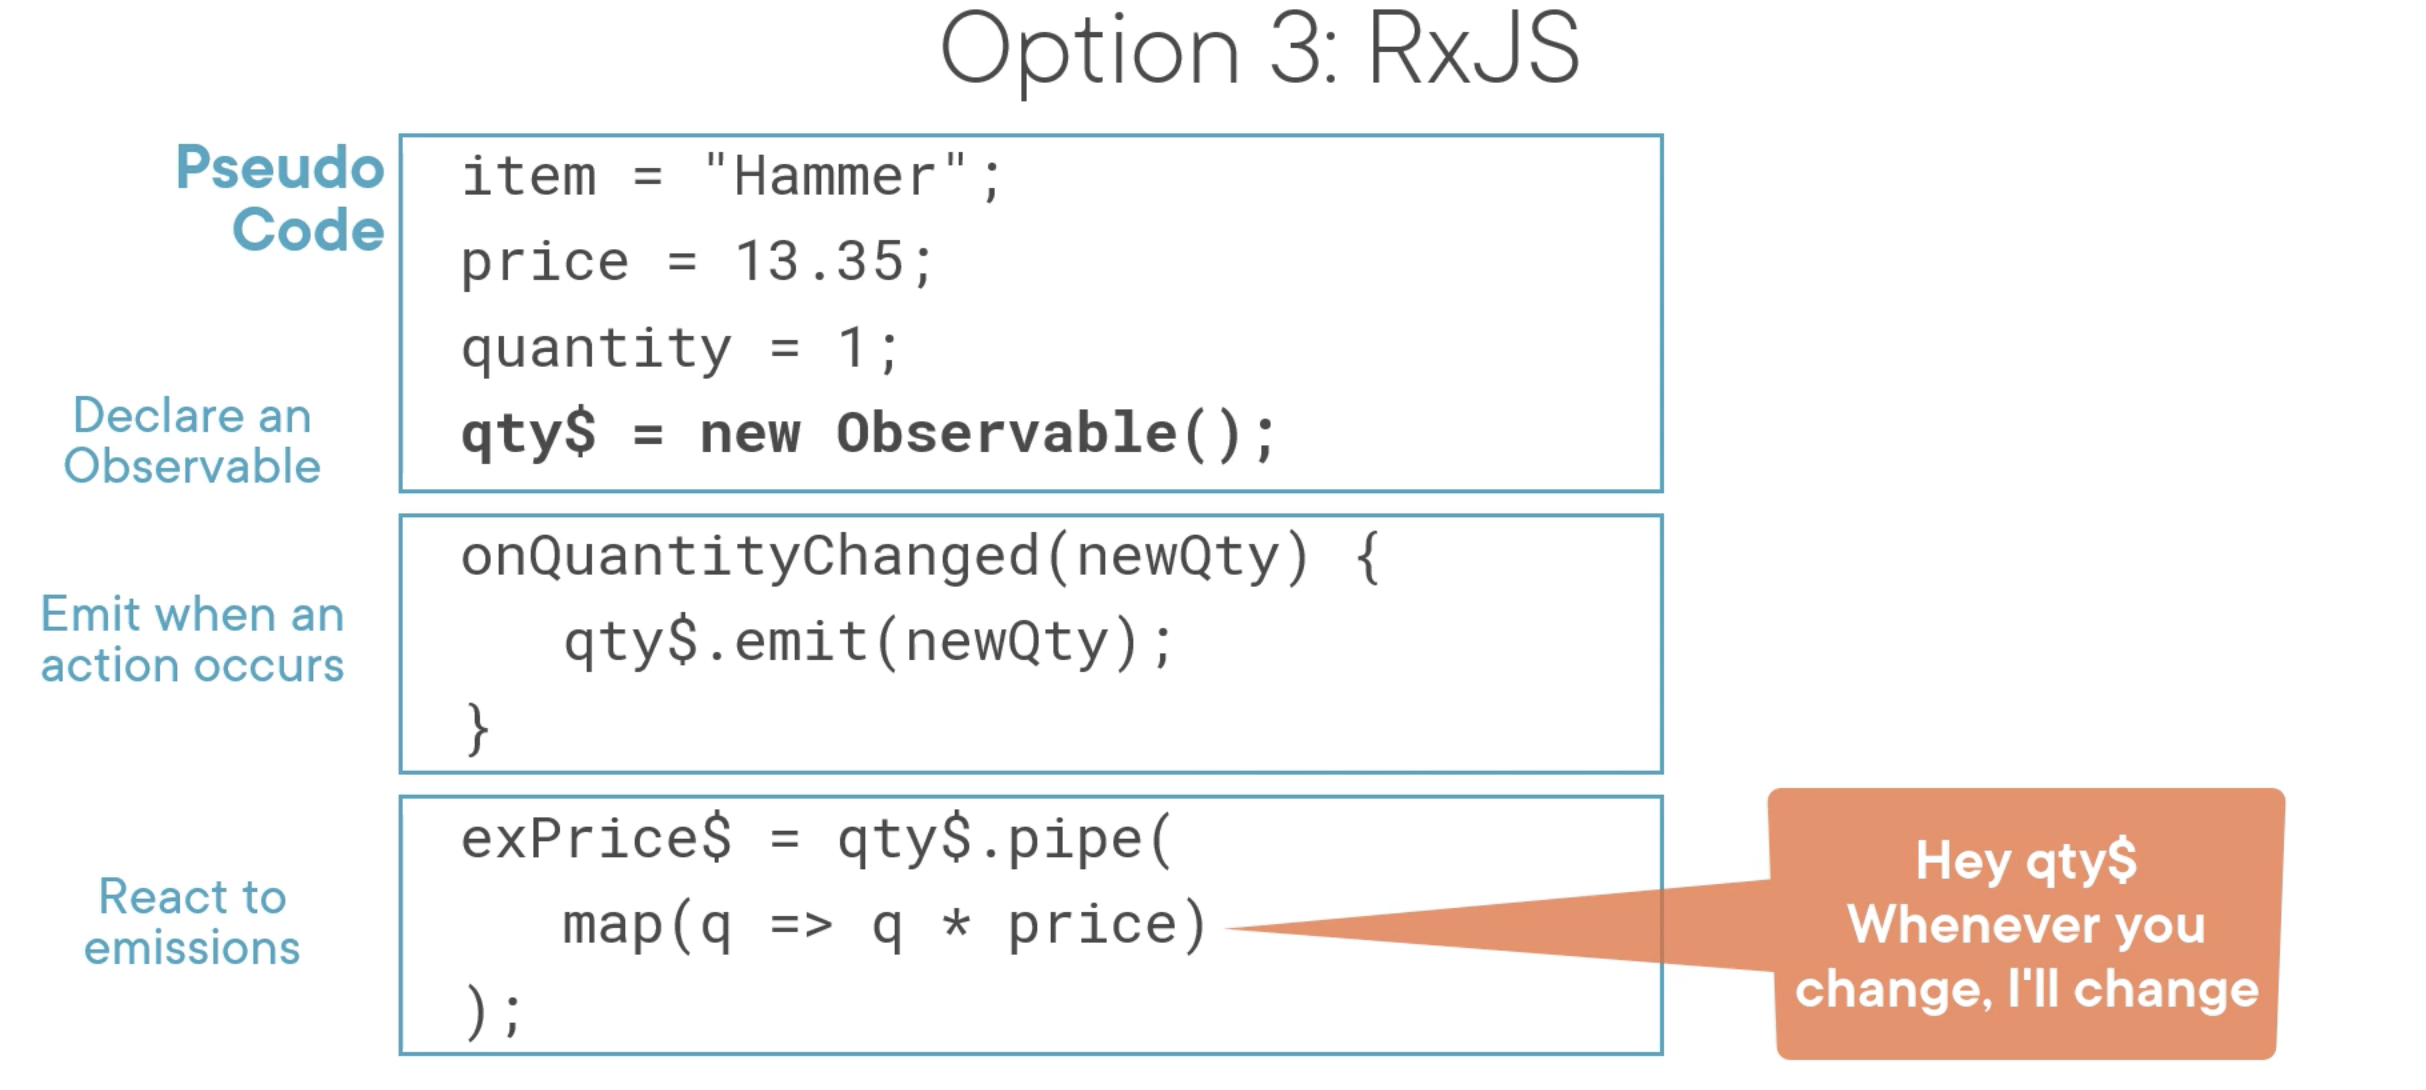 Option 3: RxJS
Pseudo
Code
item = "Hammer";
price = 13.35;
quantity = 1;
Declare an
Observable
qty$ = new Observable();
onQuantityChanged(newQty) {
Emit when an
action occurs
qty$.emit(newQty);
}
exPrice$ = qty$.pipe(
React to
emissions
map(q => q * price)
);
Hey qty$
Whenever you
change, I'll change